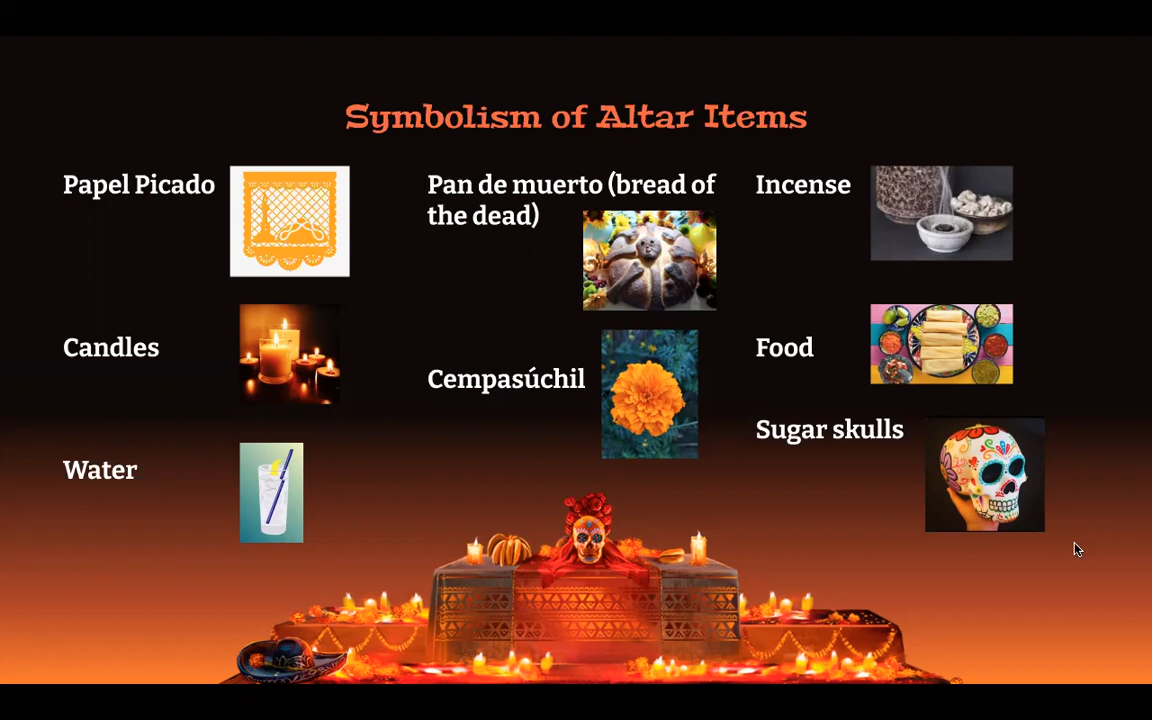 Symbolism of Altar Items
Papel Picado
Candles
Water
Pan de muerto (bread of
the dead)
Cempasúchil
Incense
Food
Sugar skulls